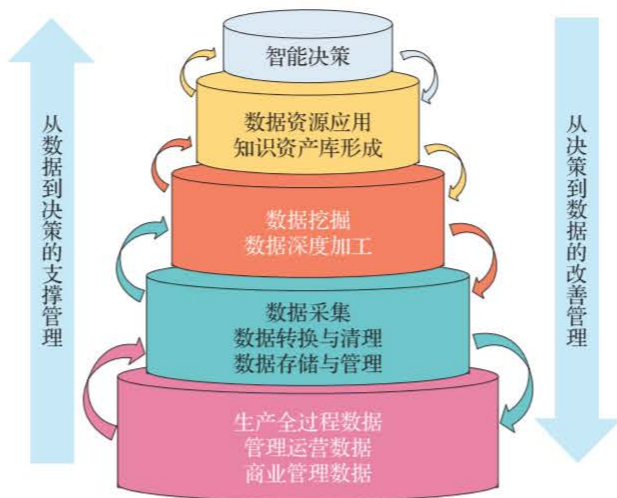 智能决策
数据资源应用
知识资产库形成
数据挖掘
数据深度加工
数据采集
数据转换与清理
数据存储与管理
生产全过程数据
管理运营数据
商业管理数据
从数据到决策的支撑管理
从决策到数据的改善管理